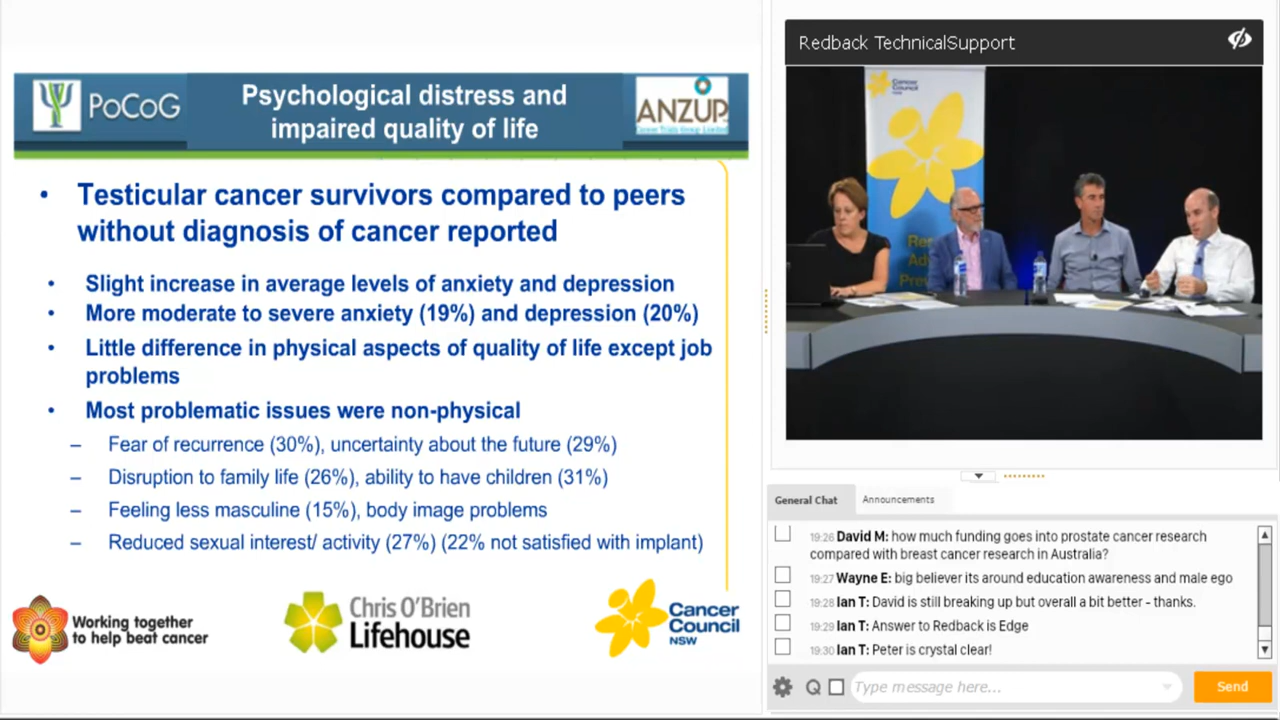 PoCoG
Psychological distress and
impaired quality of life
ANZUP
Cancer Trials Group Limited
• Testicular cancer survivors compared to peers
without diagnosis of cancer reported
• Slight increase in average levels of anxiety and depression
• More moderate to severe anxiety (19%) and depression (20%)
• Little difference in physical aspects of quality of life except job
problems
• Most problematic issues were non-physical
– Fear of recurrence (30%), uncertainty about the future (29%)
– Disruption to family life (26%), ability to have children (31%)
– Feeling less masculine (15%), body image problems
– Reduced sexual interest/ activity (27%) (22% not satisfied with implant)
Working together
to help beat cancer
Chris O'Brien
Lifehouse
Cancer
Council
NSW
Redback TechnicalSupport
Cancer
Council
NSW
Res
Adv
Prev
General Chat
Announcements
19:26 David M: how much funding goes into prostate cancer research
compared with breast cancer research in Australia?
19:27 Wayne E: big believer its around education awareness and male ego
19:28 Ian T: David is still breaking up but overall a bit better - thanks.
19:29 Ian T: Answer to Redback is Edge
19:30 Ian T: Peter is crystal clear!
Q
Type message here...
Send